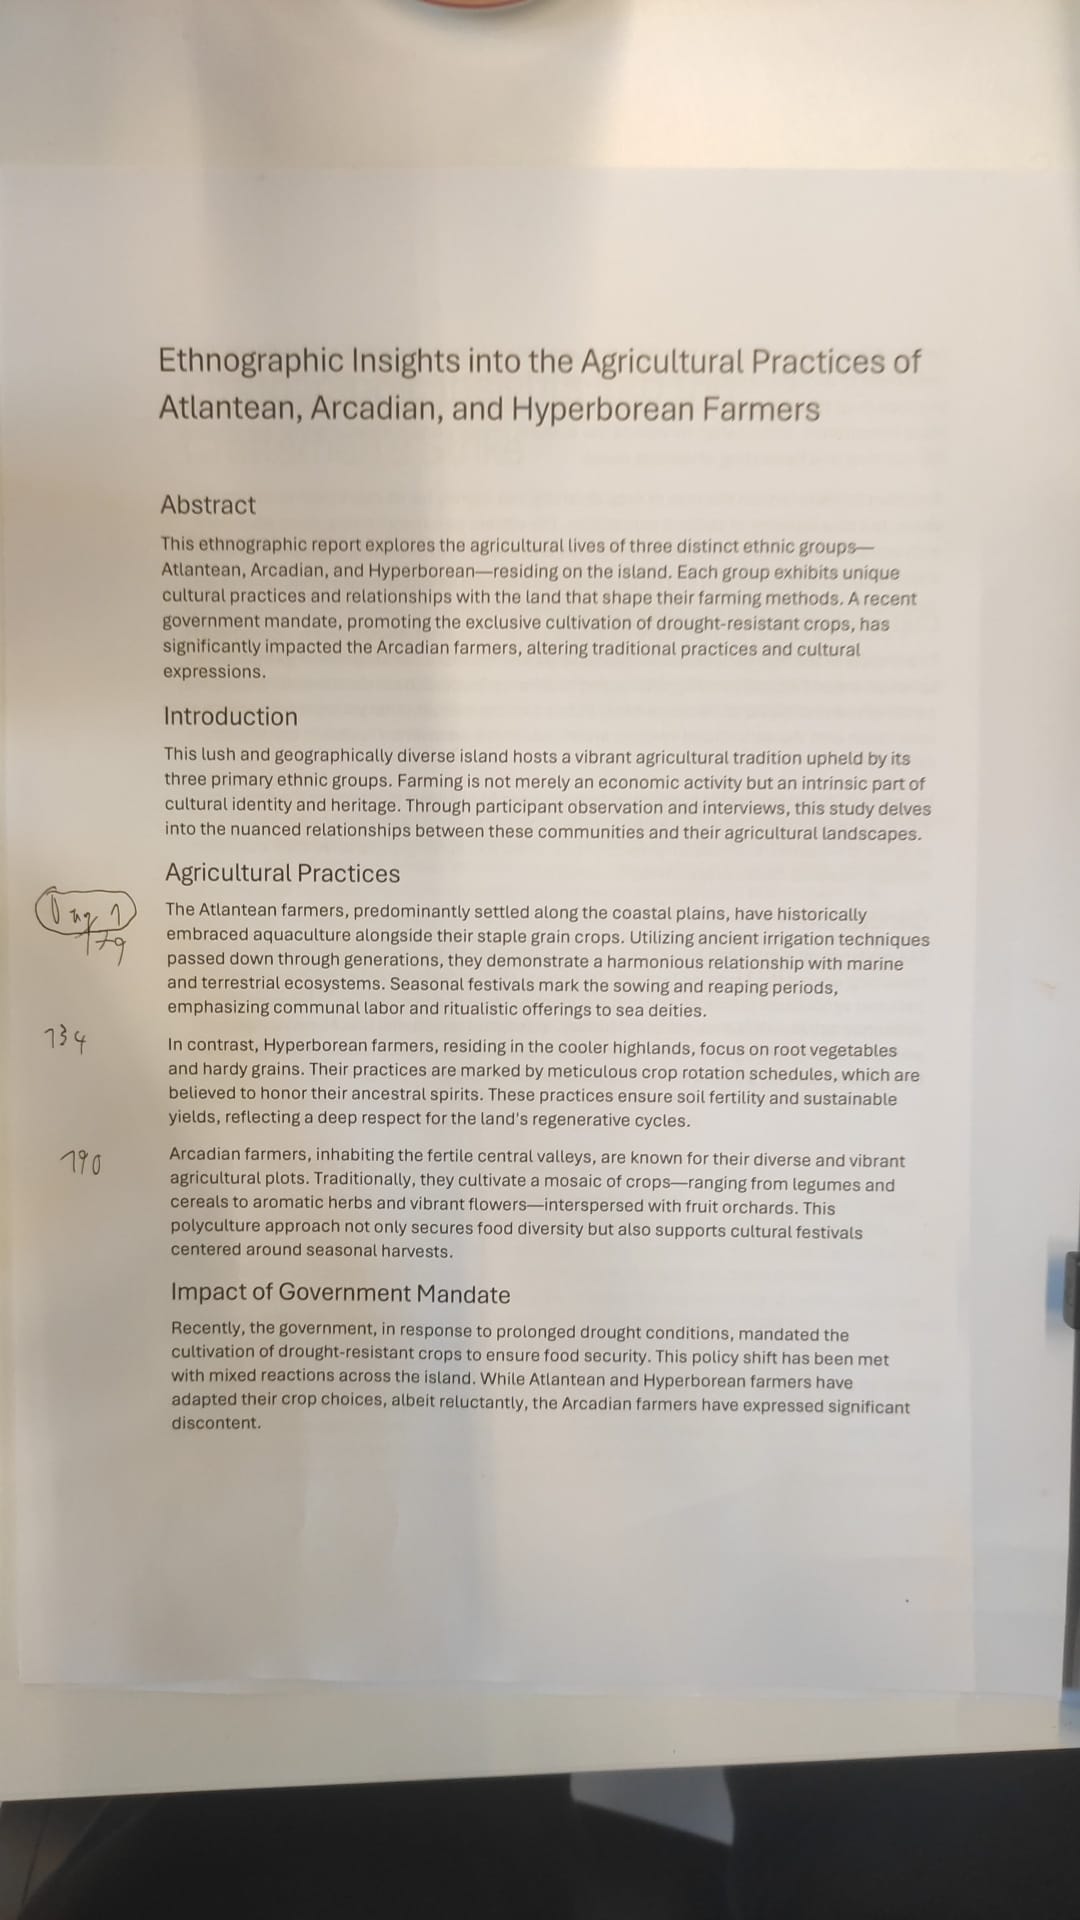 Ethnographic Insights into the Agricultural Practices of
Atlantean, Arcadian, and Hyperborean Farmers
Abstract
This ethnographic report explores the agricultural lives of three distinct ethnic groups—
Atlantean, Arcadian, and Hyperborean—residing on the island. Each group exhibits unique
cultural practices and relationships with the land that shape their farming methods. A recent
government mandate, promoting the exclusive cultivation of drought-resistant crops, has
significantly impacted the Arcadian farmers, altering traditional practices and cultural
expressions.
Introduction
This lush and geographically diverse island hosts a vibrant agricultural tradition upheld by its
three primary ethnic groups. Farming is not merely an economic activity but an intrinsic part of
cultural identity and heritage. Through participant observation and interviews, this study delves
into the nuanced relationships between these communities and their agricultural landscapes.
Agricultural Practices
The Atlantean farmers, predominantly settled along the coastal plains, have historically
embraced aquaculture alongside their staple grain crops. Utilizing ancient irrigation techniques
passed down through generations, they demonstrate a harmonious relationship with marine
and terrestrial ecosystems. Seasonal festivals mark the sowing and reaping periods,
emphasizing communal labor and ritualistic offerings to sea deities.
134
In contrast, Hyperborean farmers, residing in the cooler highlands, focus on root vegetables
and hardy grains. Their practices are marked by meticulous crop rotation schedules, which are
believed to honor their ancestral spirits. These practices ensure soil fertility and sustainable
yields, reflecting a deep respect for the land's regenerative cycles.
190
Arcadian farmers, inhabiting the fertile central valleys, are known for their diverse and vibrant
agricultural plots. Traditionally, they cultivate a mosaic of crops—ranging from legumes and
cereals to aromatic herbs and vibrant flowers—interspersed with fruit orchards. This
polyculture approach not only secures food diversity but also supports cultural festivals
centered around seasonal harvests.
Impact of Government Mandate
Recently, the government, in response to prolonged drought conditions, mandated the
cultivation of drought-resistant crops to ensure food security. This policy shift has been met
with mixed reactions across the island. While Atlantean and Hyperborean farmers have
adapted their crop choices, albeit reluctantly, the Arcadian farmers have expressed significant
discontent.